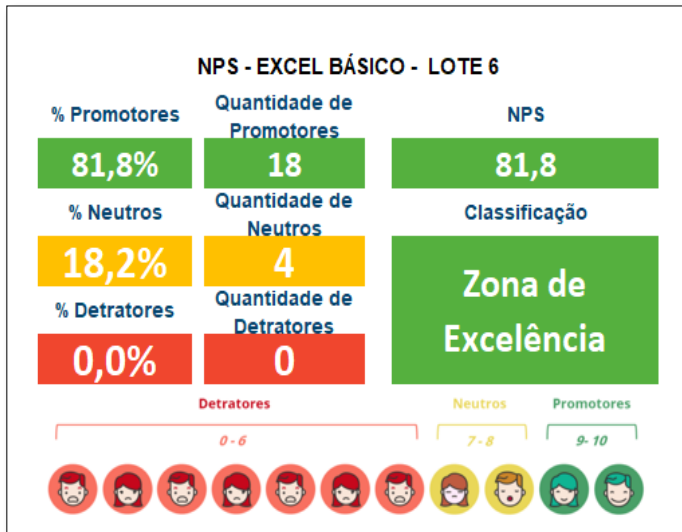 NPS - EXCEL BÁSICO - LOTE 6
% Promotores
Quantidade de
Promotores
NPS
81,8%
18
81,8
% Neutros
Quantidade de
Neutros
Classificação
18,2%
4
Zona de
Excelência
% Detratores
Quantidade de
Detratores
0,0%
0
Detratores
Neutros
Promotores
0 - 6
7 - 8
9- 10